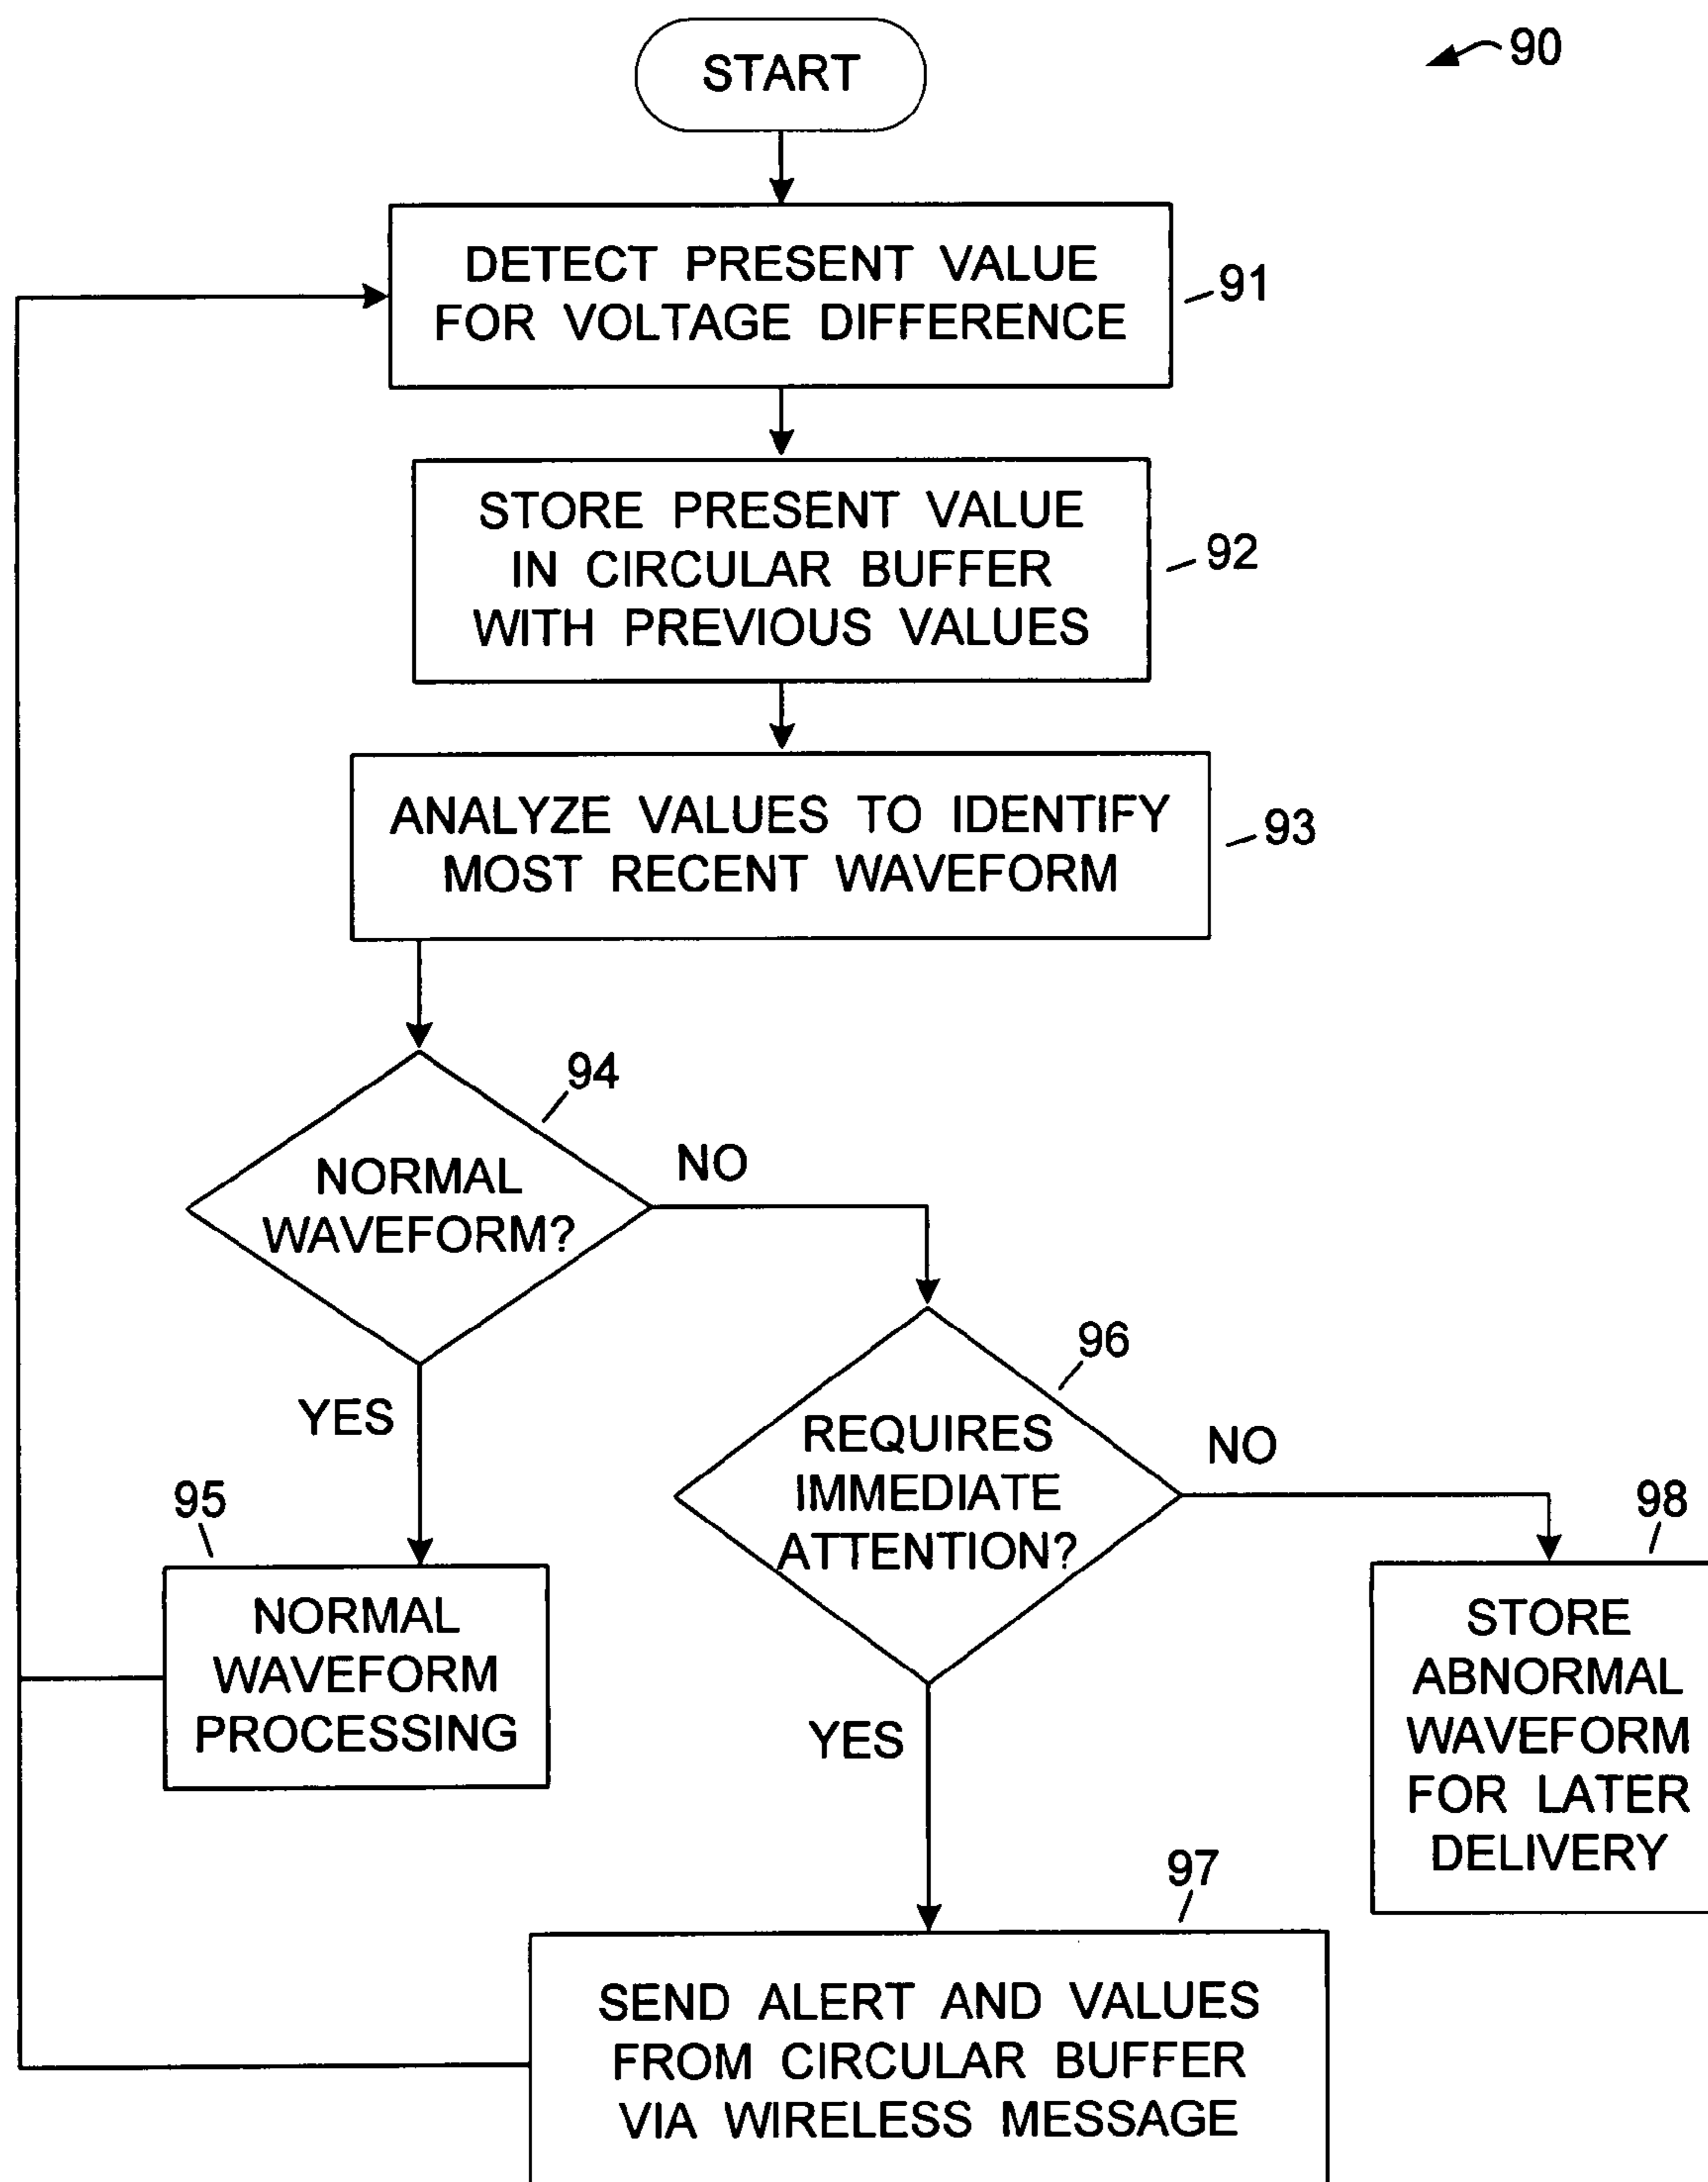 START
90
DETECT PRESENT VALUE
FOR VOLTAGE DIFFERENCE
91
STORE PRESENT VALUE
IN CIRCULAR BUFFER
WITH PREVIOUS VALUES
92
ANALYZE VALUES TO IDENTIFY
MOST RECENT WAVEFORM
93
94
NORMAL
WAVEFORM?
NO
YES
96
REQUIRES
IMMEDIATE
ATTENTION?
NO
YES
95
NORMAL
WAVEFORM
PROCESSING
98
STORE
ABNORMAL
WAVEFORM
FOR LATER
DELIVERY
97
SEND ALERT AND VALUES
FROM CIRCULAR BUFFER
VIA WIRELESS MESSAGE